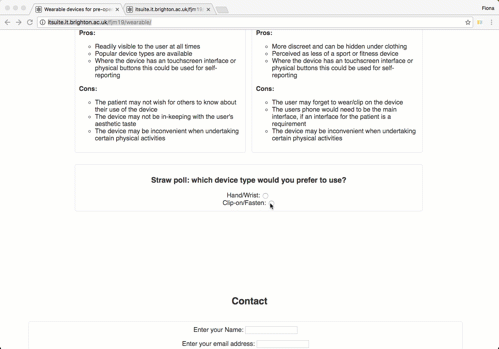 Wearable devices for pre-ope
itsuite.it.brighton.ac.uk/fjm19
Fiona
itsuite.it.brighton.ac.uk/fjm19/wearable/
Pros:
Readily visible to the user at all times
Popular device types are available
Where the device has an touchscreen interface or
physical buttons this could be used for self-
reporting
Cons:
The patient may not wish for others to know about
their use of the device
The device may not be in-keeping with the user's
aesthetic taste
The device may be inconvenient when undertaking
certain physical activities
Pros:
More discreet and can be hidden under clothing
Perceived as less of a sport or fitness device
Where the device has an touchscreen interface or
physical buttons this could be used for self-
reporting
Cons:
The user may forget to wear/clip on the device
The users phone would need to be the main
interface, if an interface for the patient is a
requirement
The device may be inconvenient when undertaking
certain physical activities
Straw poll: which device type would you prefer to use?
Hand/Wrist:
Clip-on/Fasten:
Contact
Enter your Name:
Enter your email address: